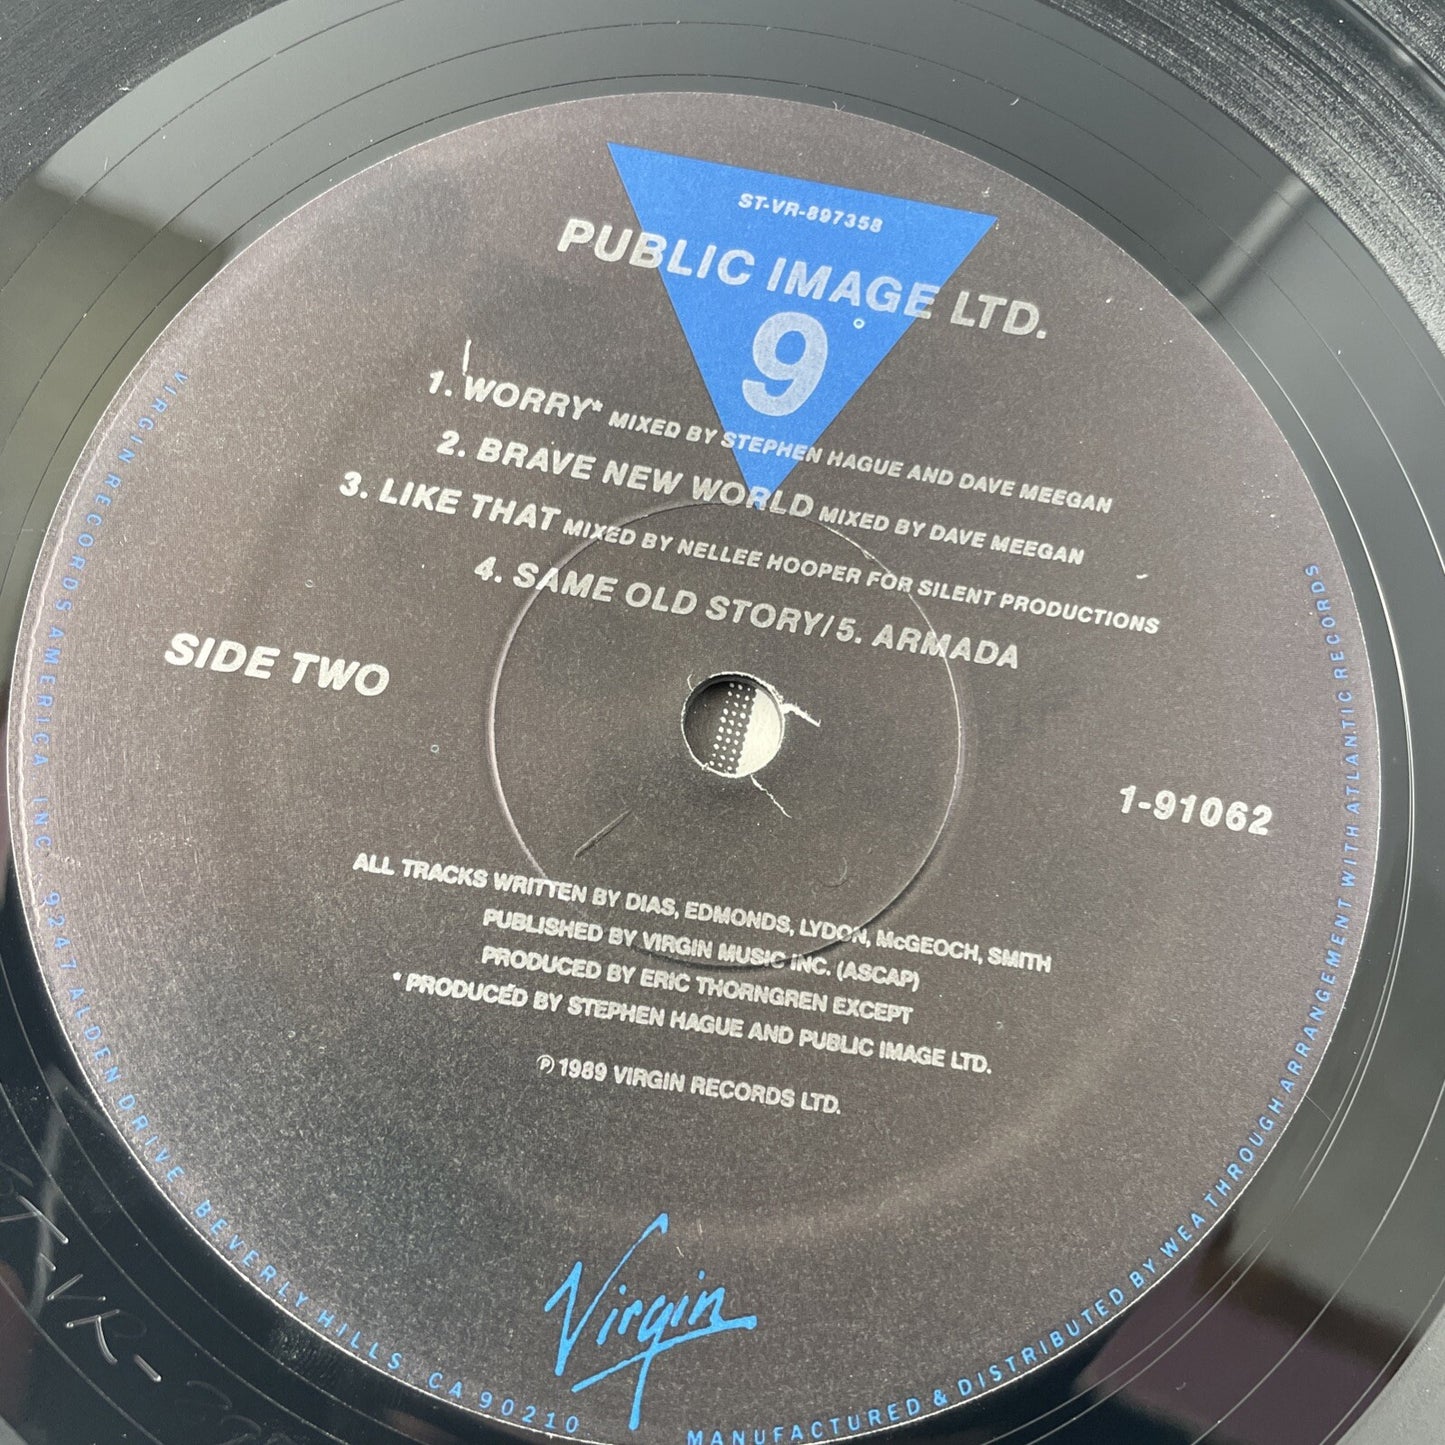 ST-VR-897358
PUBLIC IMAGE LTD.
9
1. WORRY* MIXED BY STEPHEN HAGUE AND DAVE MEEGAN
2. BRAVE NEW WORLD MIXED BY DAVE MEEGAN
3. LIKE THAT MIXED BY NELLEE HOOPER FOR SILENT PRODUCTIONS
4. SAME OLD STORY/5. ARMADA
SIDE TWO
1-91062
ALL TRACKS WRITTEN BY DIAS, EDMONDS, LYDON, McGEOCH, SMITH
PUBLISHED BY VIRGIN MUSIC INC. (ASCAP)
PRODUCED BY ERIC THORNGREN EXCEPT
* PRODUCED BY STEPHEN HAGUE AND PUBLIC IMAGE LTD.
℗ 1989 VIRGIN RECORDS LTD.
Virgin
VIRGIN RECORDS AMERICA INC 9247 ALDEN DRIVE BEVERLY HILLS, CA 90210
MANUFACTURED & DISTRIBUTED BY WEA THROUGH ARRANGEMENT WITH ATLANTIC RECORDS